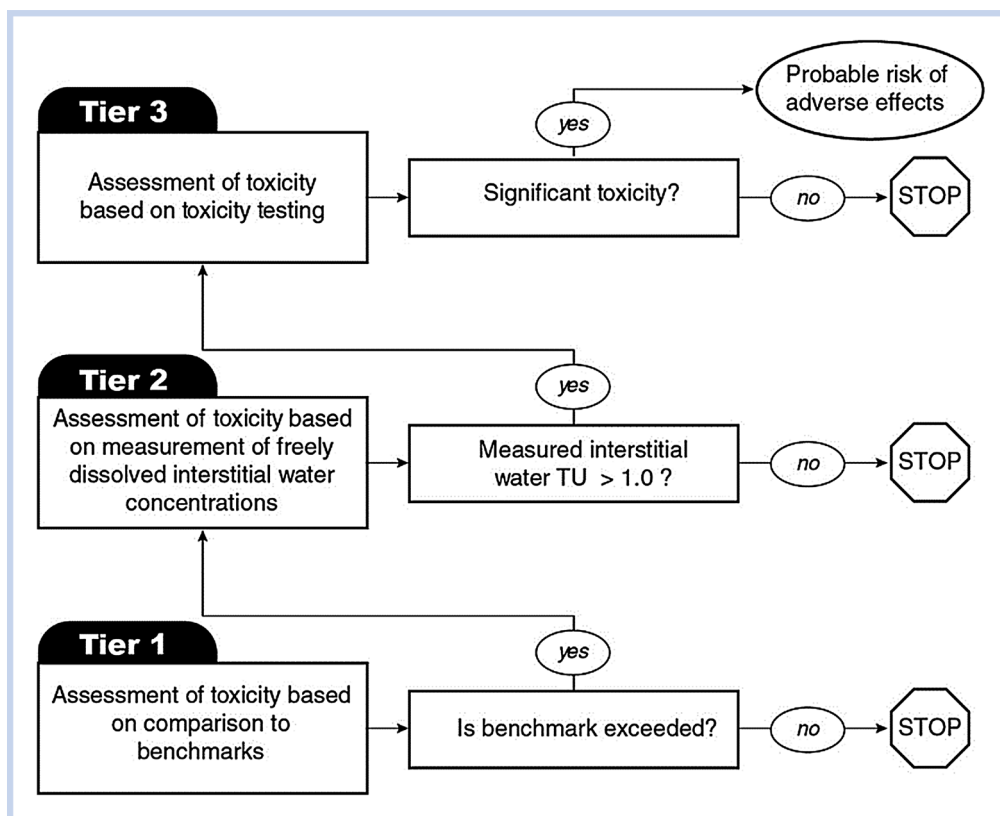 Tier 3
Assessment of toxicity
based on toxicity testing
Significant toxicity?
yes
Probable risk of
adverse effects
no
STOP
Tier 2
Assessment of toxicity based
on measurement of freely
dissolved interstitial water
concentrations
Measured interstitial
water TU > 1.0 ?
yes
no
STOP
Tier 1
Assessment of toxicity based
on comparison to
benchmarks
Is benchmark exceeded?
yes
no
STOP